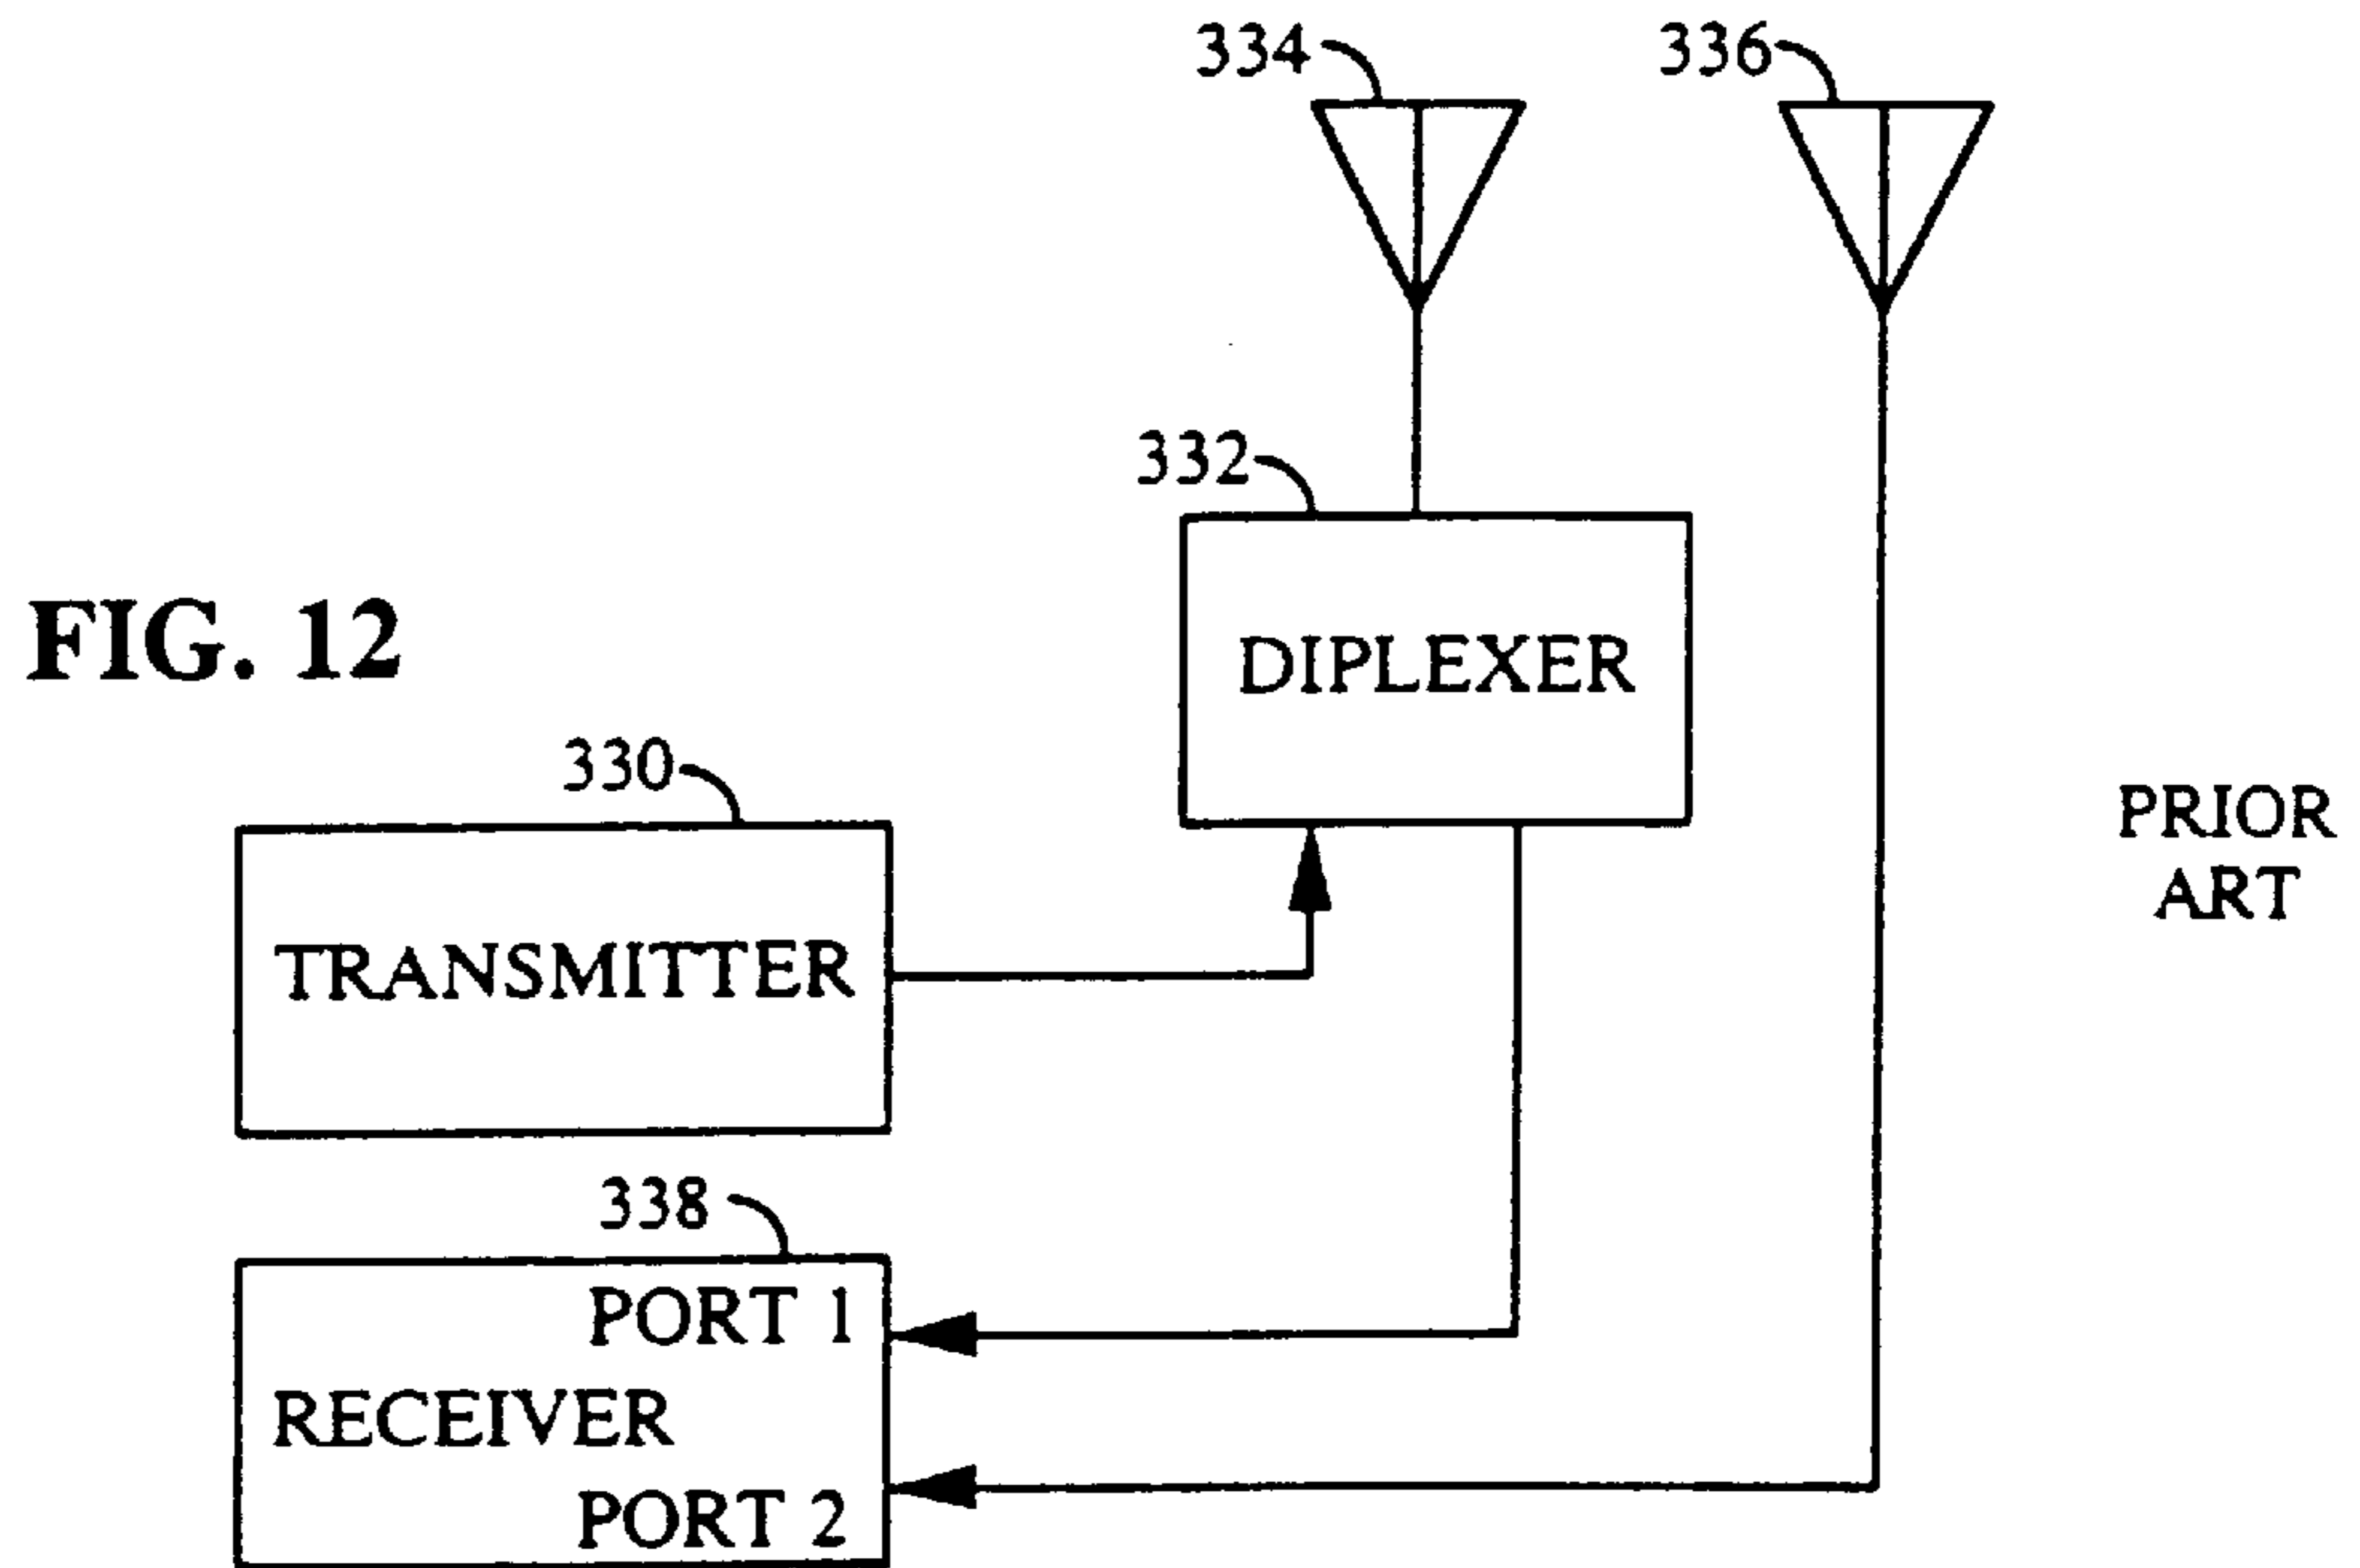 334
336
332
DIPLEXER
FIG. 12
330
PRIOR
ART
TRANSMITTER
338
PORT 1
RECEIVER
PORT 2